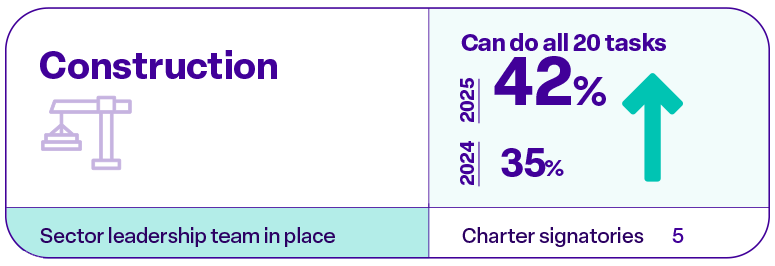 Construction
Can do all 20 tasks
2025
42%
2024
35%
Sector leadership team in place
Charter signatories 5